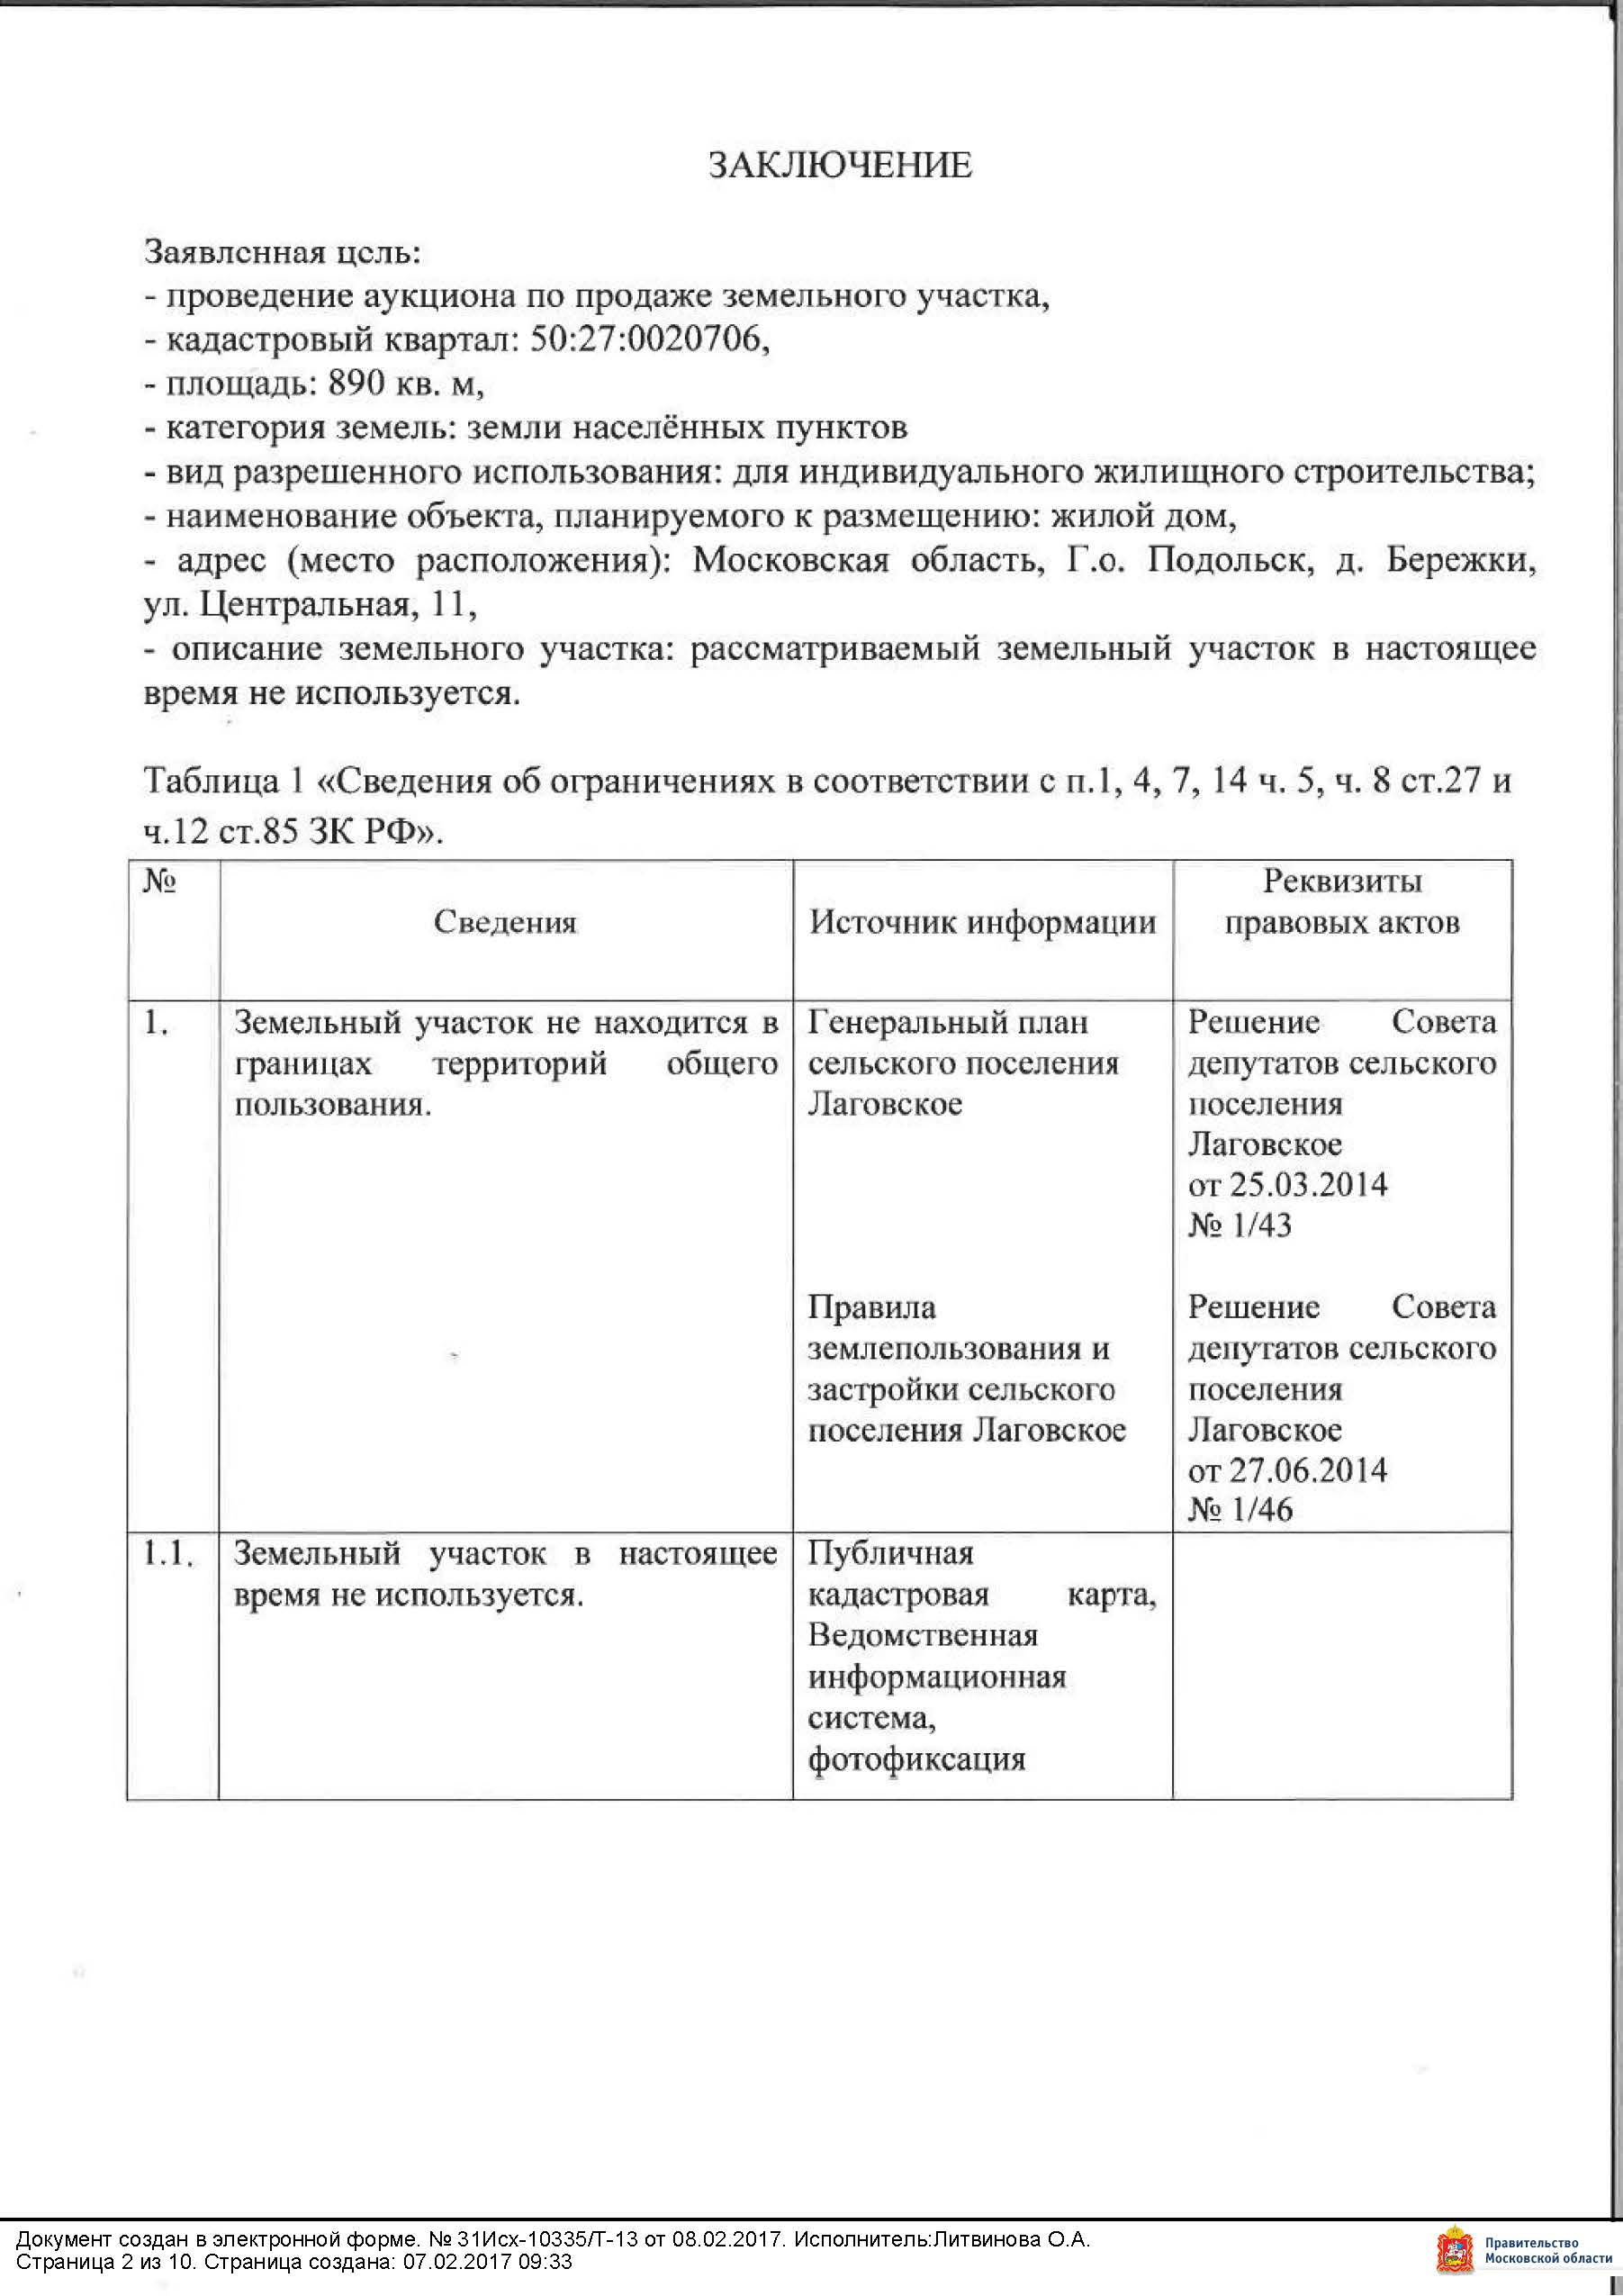 ЗАКЛЮЧЕНИЕ
Заявленная цель:
- проведение аукциона по продаже земельного участка,
- кадастровый квартал: 50:27:0020706,
- площадь: 890 кв. м,
- категория земель: земли населённых пунктов
- вид разрешенного использования: для индивидуального жилищного строительства;
- наименование объекта, планируемого к размещению: жилой дом,
- адрес (место расположения): Московская область, Г.о. Подольск, д. Бережки,
ул. Центральная, 11,
- описание земельного участка: рассматриваемый земельный участок в настоящее
время не используется.
Таблица 1 «Сведения об ограничениях в соответствии с п.1, 4, 7, 14 ч. 5, ч. 8 ст.27 и
ч.12 ст.85 ЗК РФ».
№
Сведения
Источник информации
Реквизиты
правовых актов
1.
Земельный участок не находится в
границах территорий общего
пользования.
Генеральный план
сельского поселения
Лаговское
Решение Совета
депутатов сельского
поселения
Лаговское
от 25.03.2014
№ 1/43
Правила
землепользования и
застройки сельского
поселения Лаговское
Решение Совета
депутатов сельского
поселения
Лаговское
от 27.06.2014
№ 1/46
1.1.
Земельный участок в настоящее
время не используется.
Публичная
кадастровая карта,
Ведомственная
информационная
система,
фотофиксация
Документ создан в электронной форме. № 31Исх-10335/Т-13 от 08.02.2017. Исполнитель:Литвинова О.А.
Страница 2 из 10. Страница создана: 07.02.2017 09:33
Правительство
Московской области